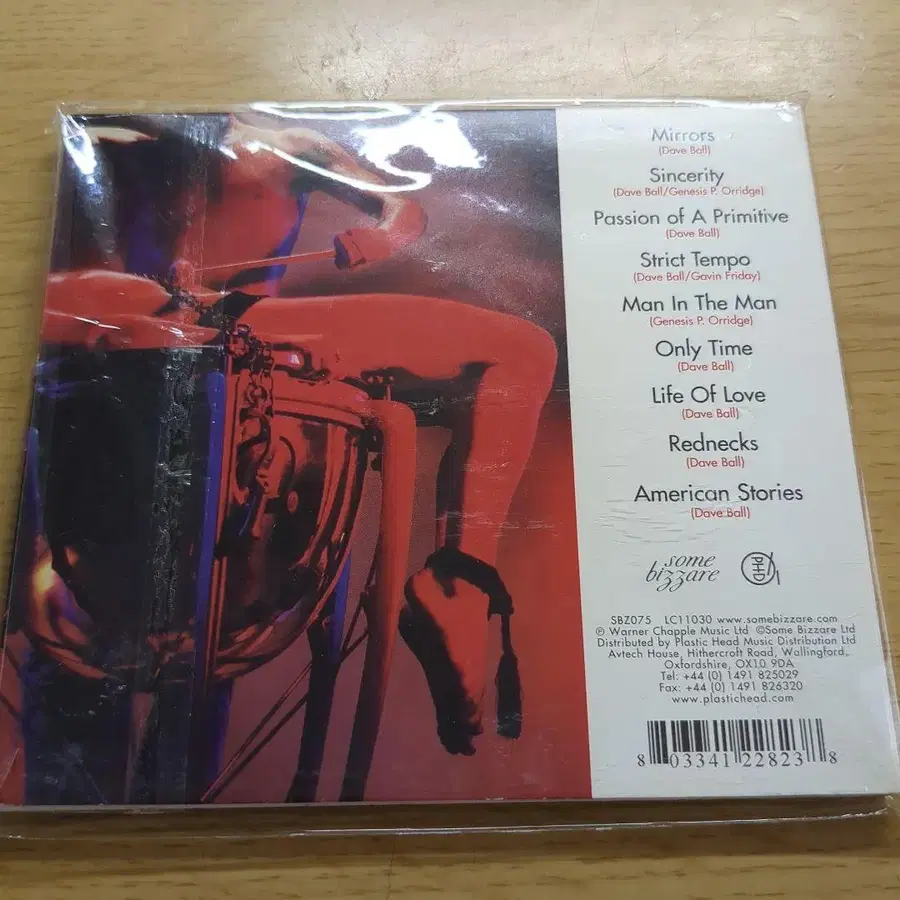 Mirrors
(Dave Ball)
Sincerity
(Dave Ball/Genesis P. Orridge)
Passion of A Primitive
(Dave Ball)
Strict Tempo
(Dave Ball/Gavin Friday)
Man In The Man
(Genesis P. Orridge)
Only Time
(Dave Ball)
Life Of Love
(Dave Ball)
Rednecks
(Dave Ball)
American Stories
(Dave Ball)
some
bizzare
PHD
SBZ075 LC11030 www.somebizzare.com
℗ Warner Chapple Music Ltd ©Some Bizzare Ltd
Distributed by Plastic Head Music Distribution Ltd
Avtech House, Hithercroft Road, Wallingford,
Oxfordshire, OX10 9DA
Tel: +44 (0) 1491 825029
Fax: +44 (0) 1491 826320
www.plastichead.com
8 03341 22823 8